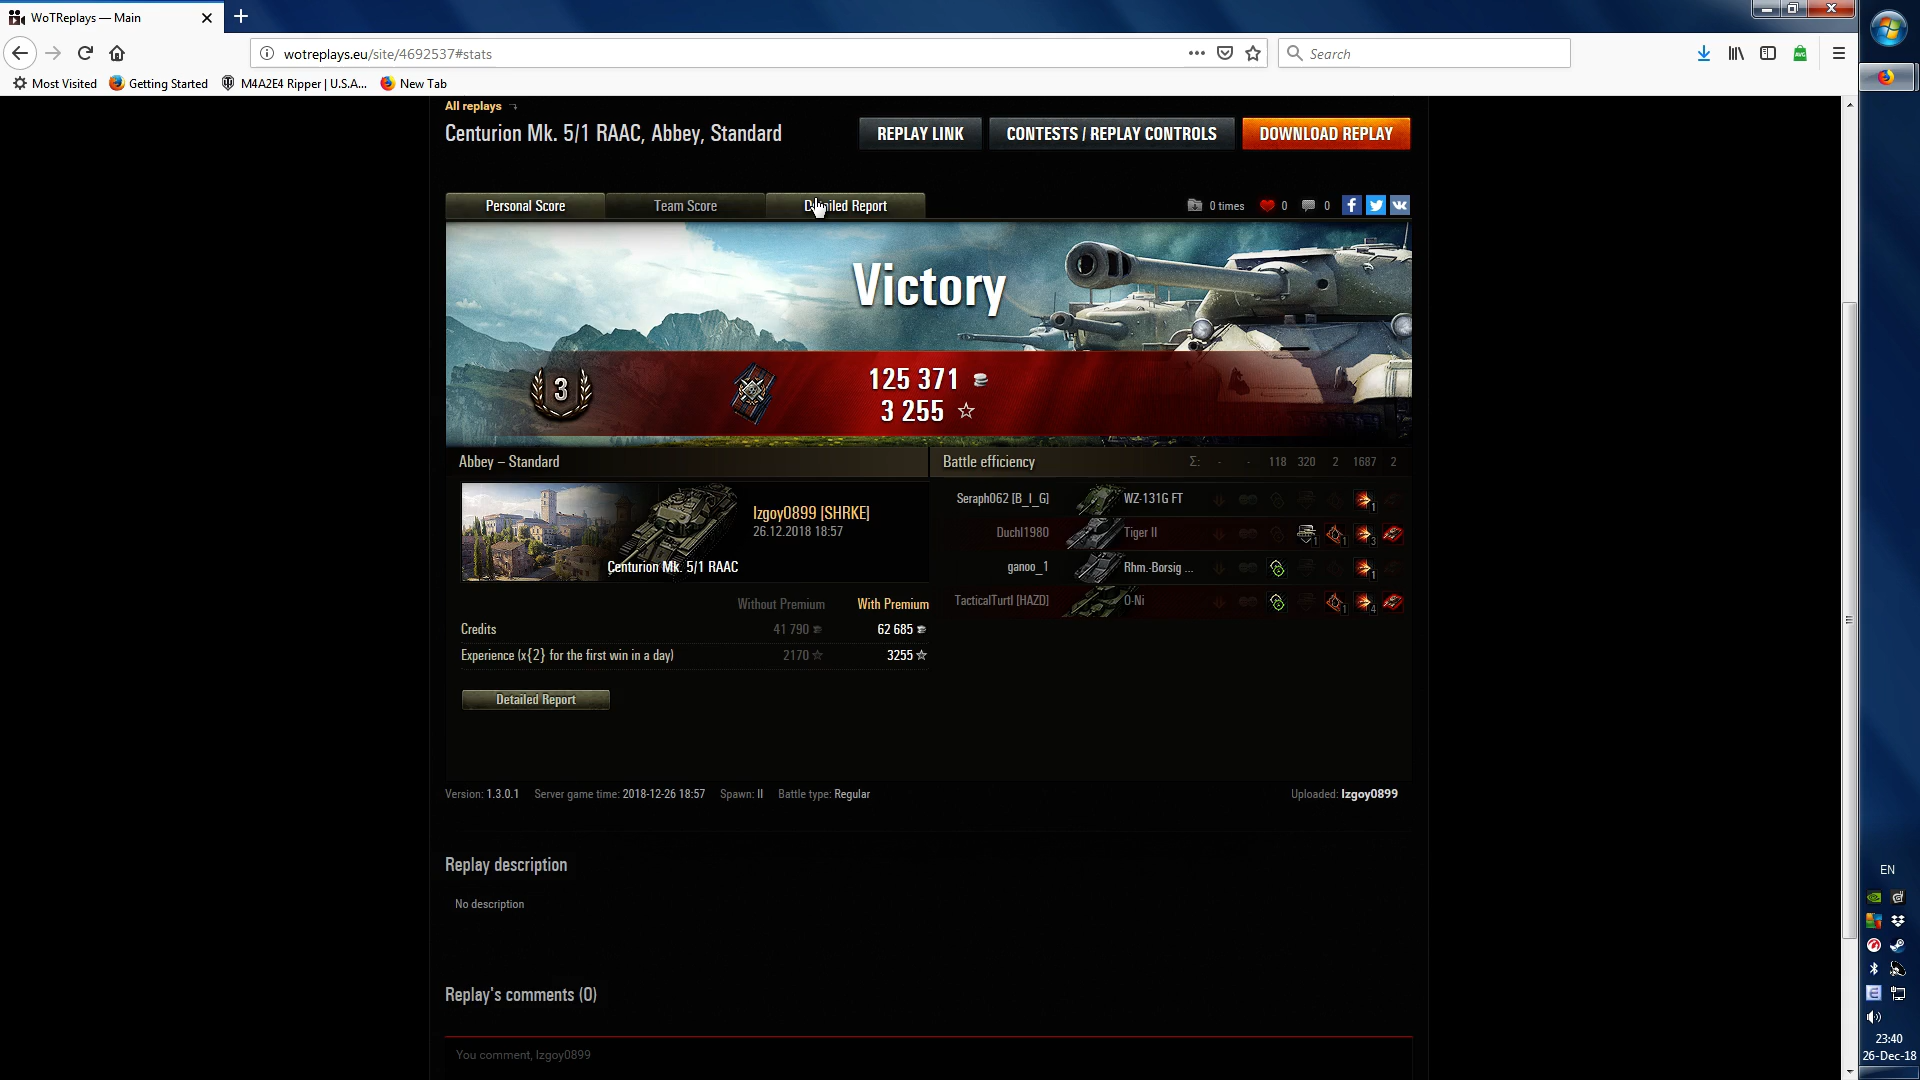 WoTReplays — Main
wotreplays.eu/site/4692537#stats
Search
Most Visited
Getting Started
M4A2E4 Ripper | U.S.A...
New Tab
All replays
Centurion Mk. 5/1 RAAC, Abbey, Standard
REPLAY LINK
CONTESTS / REPLAY CONTROLS
DOWNLOAD REPLAY
Personal Score
Team Score
Detailed Report
0 times
0
0
Victory
3
125 371
3 255
Abbey – Standard
Battle efficiency
Σ: - - 118 320 2 1687 2
Izgoy0899 [SHRKE]
26.12.2018 18:57
Centurion Mk. 5/1 RAAC
Seraph062 [B_I_G] WZ-131G FT 1
Duchl1980 Tiger II 1 1 3
ganoo_1 Rhm.-Borsig ... 1
TacticalTurtl [HAZD] O-Ni 1 4
Without Premium With Premium
Credits 41 790 62 685
Experience (x{2} for the first win in a day) 2170 3255
Detailed Report
Version: 1.3.0.1 Server game time: 2018-12-26 18:57 Spawn: II Battle type: Regular
Uploaded: Izgoy0899
Replay description
No description
Replay's comments (0)
You comment, Izgoy0899
EN
23:40
26-Dec-18